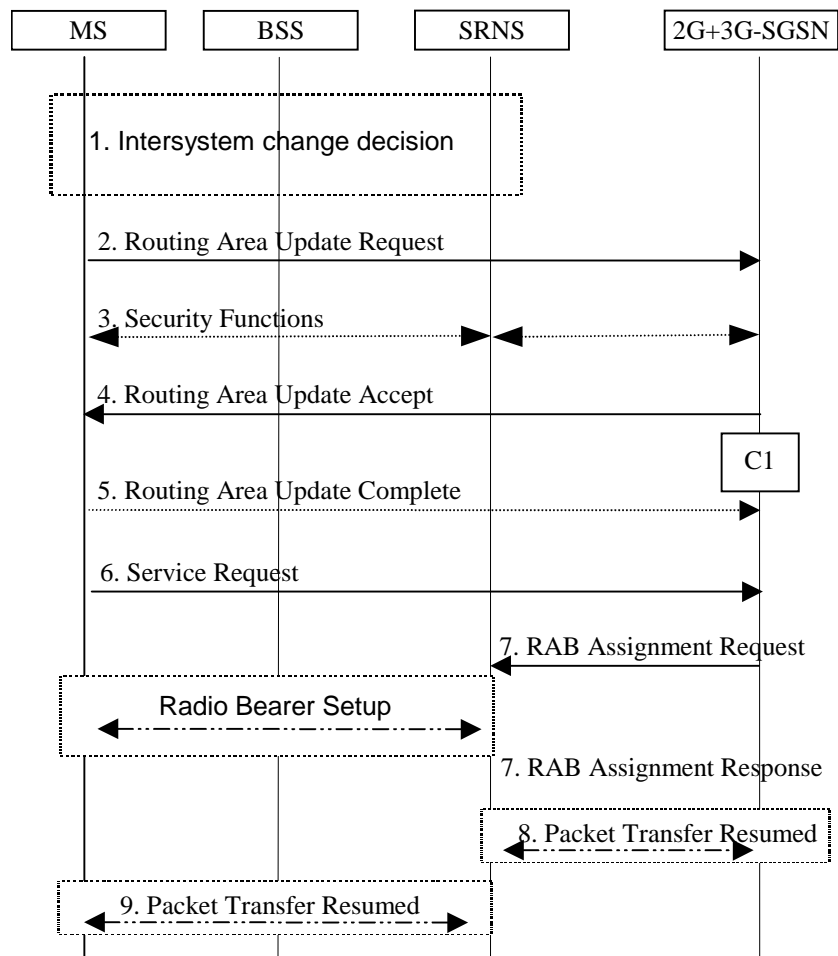 MS
BSS
SRNS
2G+3G-SGSN
1. Intersystem change decision
2. Routing Area Update Request
3. Security Functions
4. Routing Area Update Accept
C1
5. Routing Area Update Complete
6. Service Request
7. RAB Assignment Request
Radio Bearer Setup
7. RAB Assignment Response
8. Packet Transfer Resumed
9. Packet Transfer Resumed